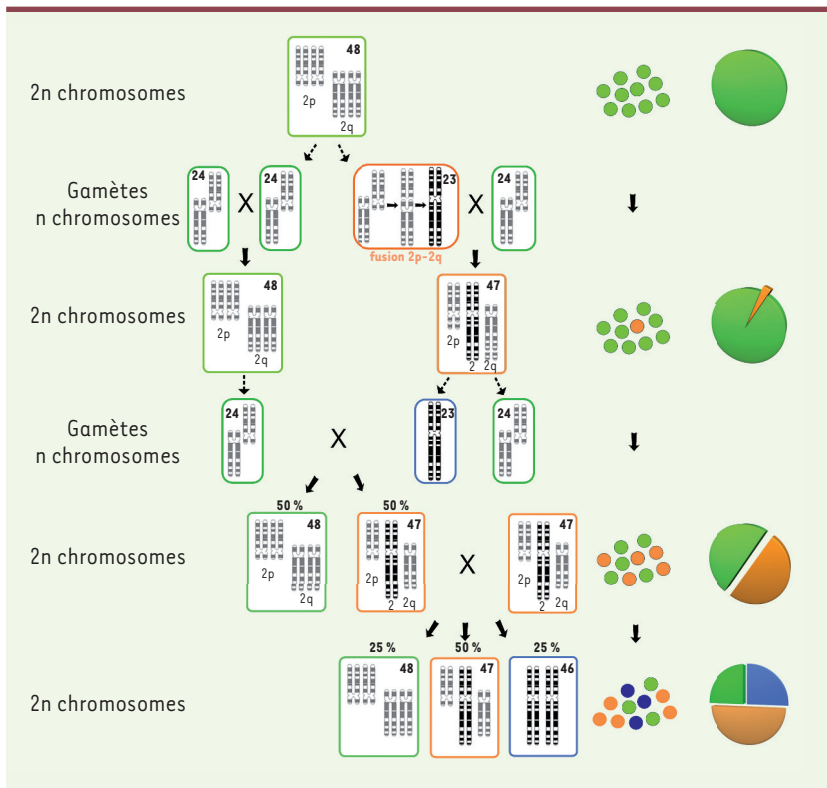 2n chromosomes
48
2p
2q
Gamètes
n chromosomes
24
X
24
23
X
24
fusion 2p-2q
2n chromosomes
48
2p
2q
47
2p
2
2q
Gamètes
n chromosomes
24
X
23
24
2n chromosomes
50 %
48
2p
2q
50 %
47
2p
2
2q
X
47
2p
2
2q
2n chromosomes
25 %
48
50 %
47
25 %
46